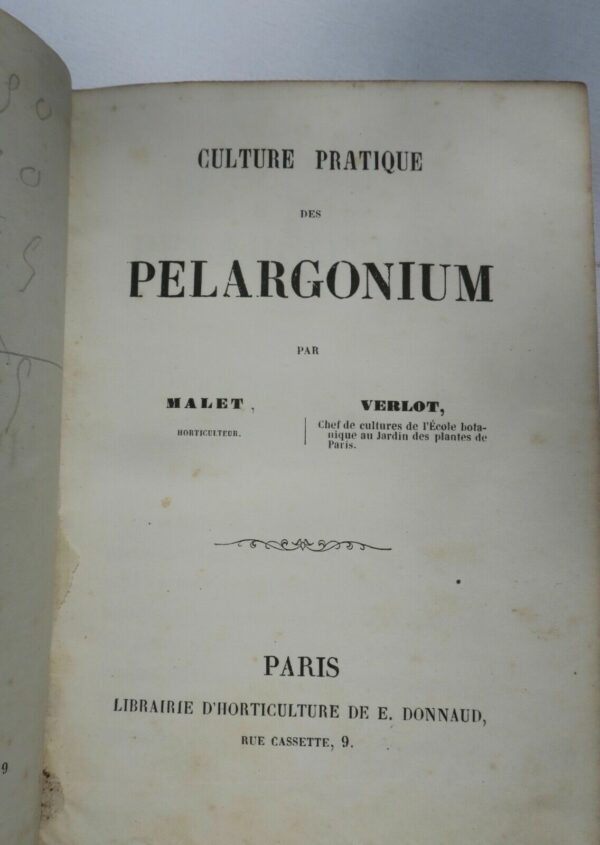 CULTURE PRATIQUE
DES
PELARGONIUM
PAR
MALET,
HORTICULTEUR.
VERLOT,
Chef de cultures de l'École bota-
nique au Jardin des plantes de
Paris.
PARIS
LIBRAIRIE D'HORTICULTURE DE E. DONNAUD,
RUE CASSETTE, 9.
9